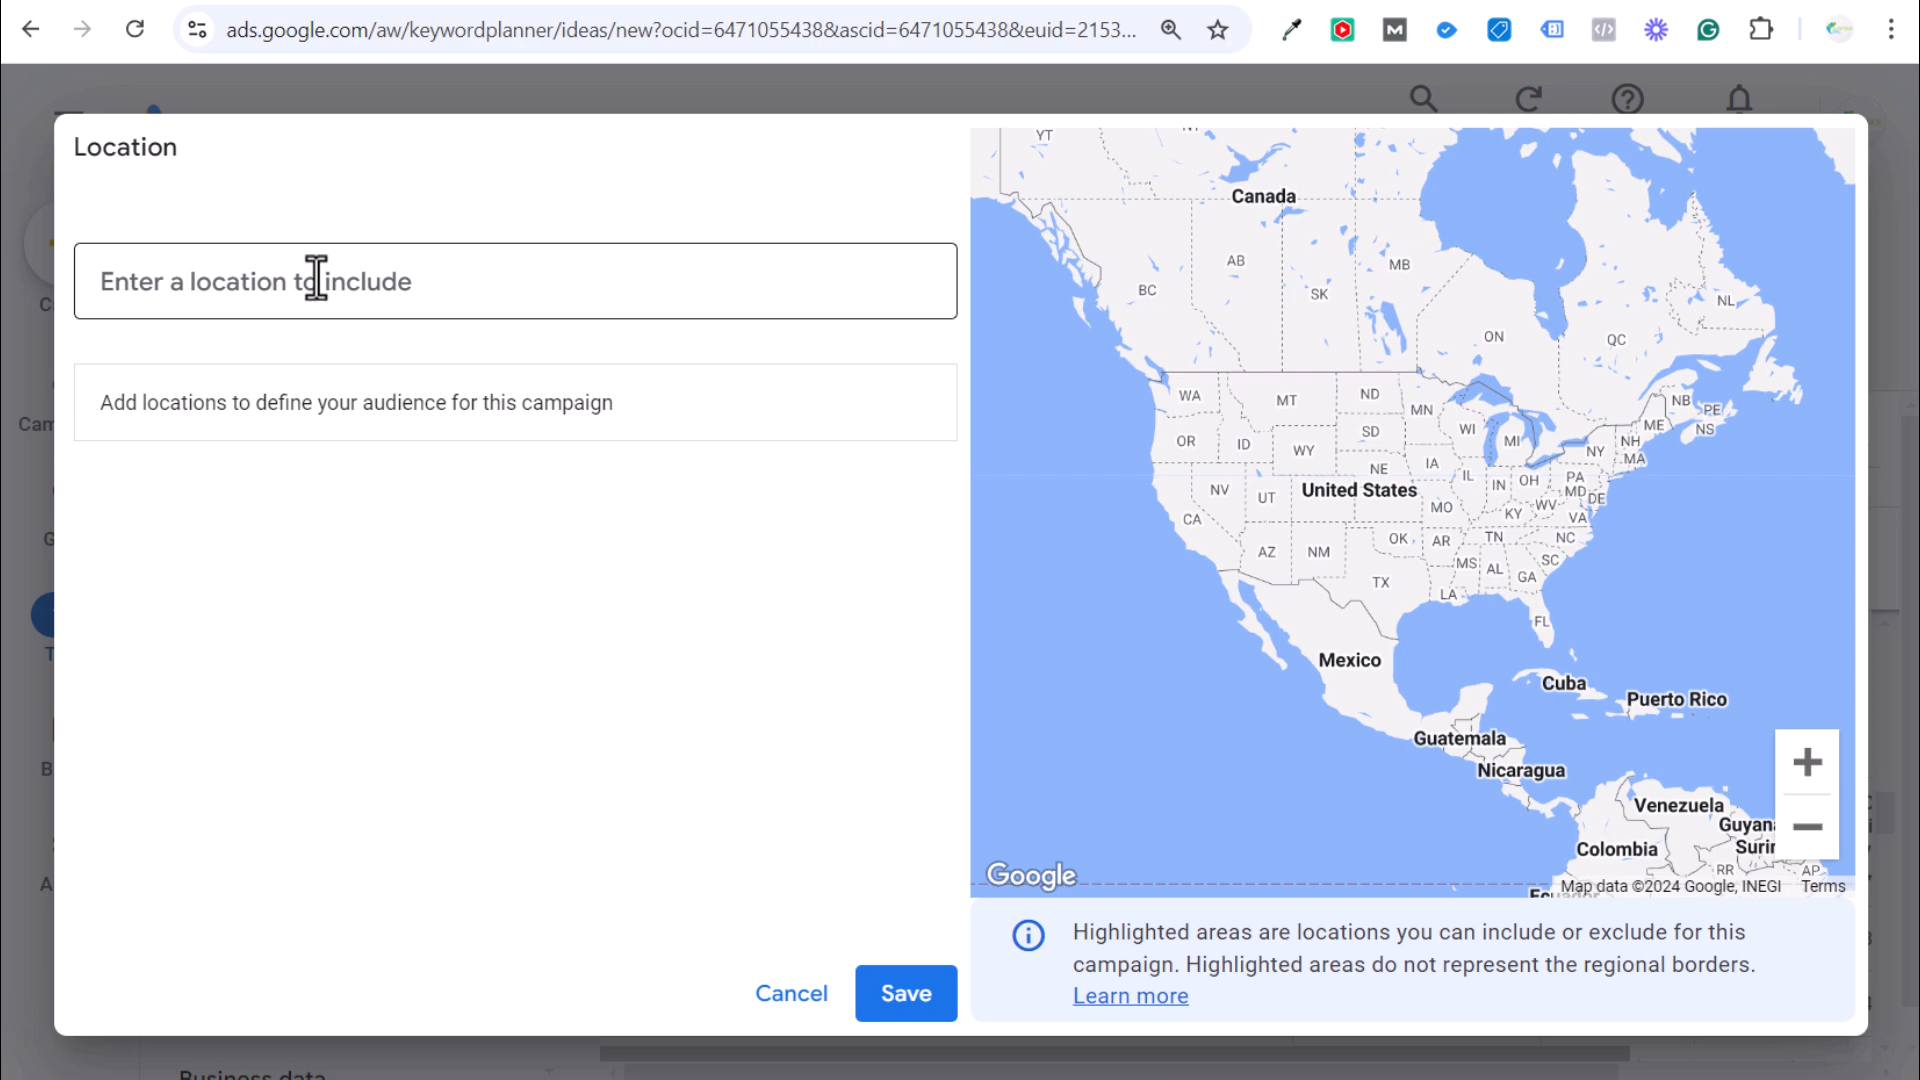 ads.google.com/aw/keywordplanner/ideas/new?ocid=6471055438&ascid=6471055438&euid=2153...
Location
Enter a location to include
Add locations to define your audience for this campaign
Cancel
Save
YT
Canada
AB
MB
BC
SK
NL
ON
QC
WA
MT
ND
MN
NB
PE
OR
ID
SD
WI
ME
NS
WY
MI
NH
NY
MA
NE
IA
NV
UT
United States
IL
IN
OH
PA
MD
DE
CA
MO
KY
WV
VA
AZ
NM
OK
AR
TN
NC
TX
MS
AL
SC
GA
LA
FL
Mexico
Cuba
Puerto Rico
Guatemala
Nicaragua
Venezuela
Colombia
RR
AP
Google
Map data ©2024 Google, INEGI
Terms
Highlighted areas are locations you can include or exclude for this
campaign. Highlighted areas do not represent the regional borders.
Learn more
Business data